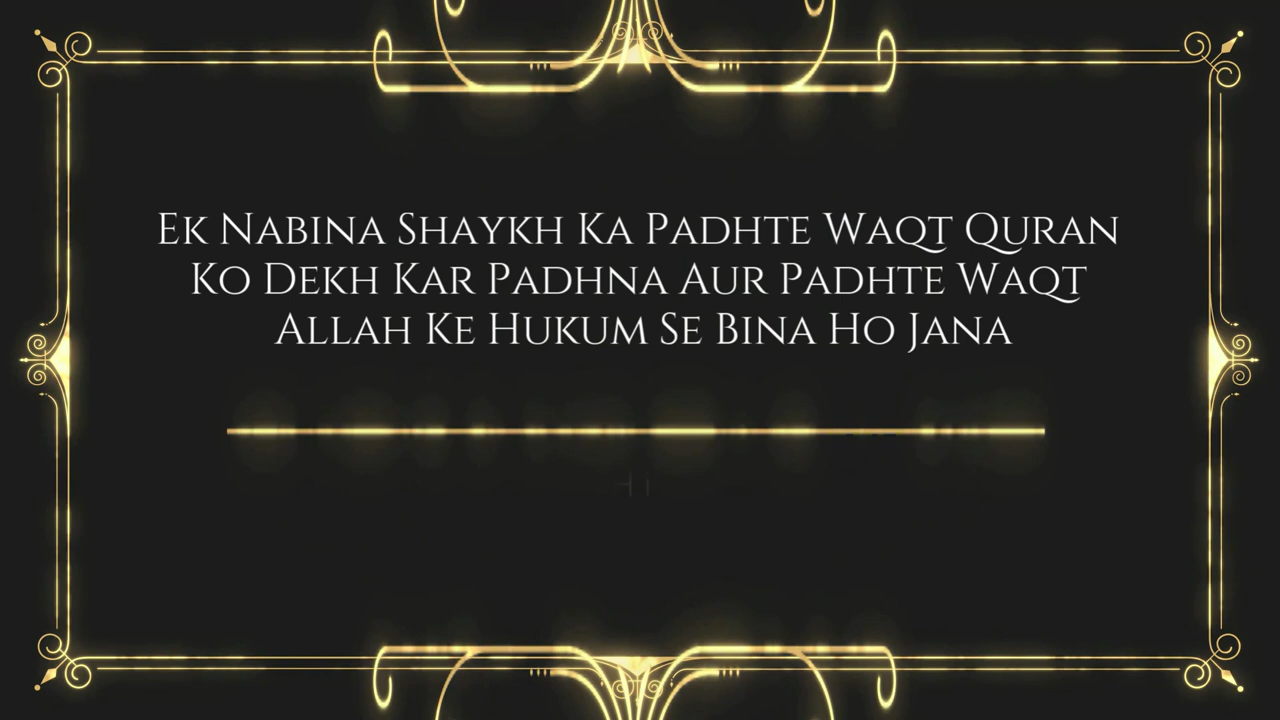 Ek Nabina Shaykh Ka Padhte Waqt Quran
Ko Dekh Kar Padhna Aur Padhte Waqt
Allah Ke Hukum Se Bina Ho Jana